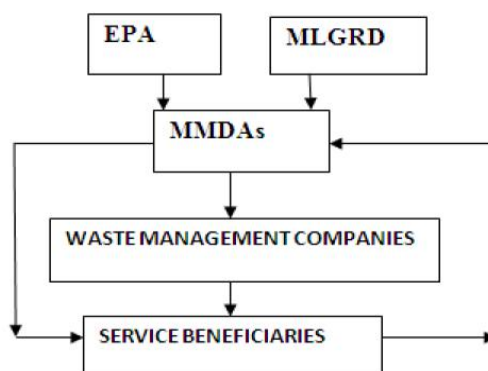 EPA
MLGRD
MMDAs
WASTE MANAGEMENT COMPANIES
SERVICE BENEFICIARIES